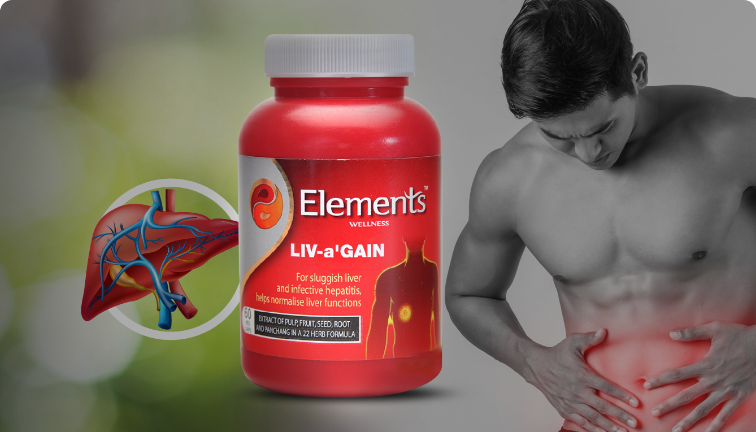 Elements™
WELLNESS
LIV-a'GAIN
For sluggish liver
and infective hepatitis,
helps normalise liver functions
60
EXTRACT OF PULP, FRUIT, SEED, ROOT
AND PANCHANG IN A 22 HERB FORMULA